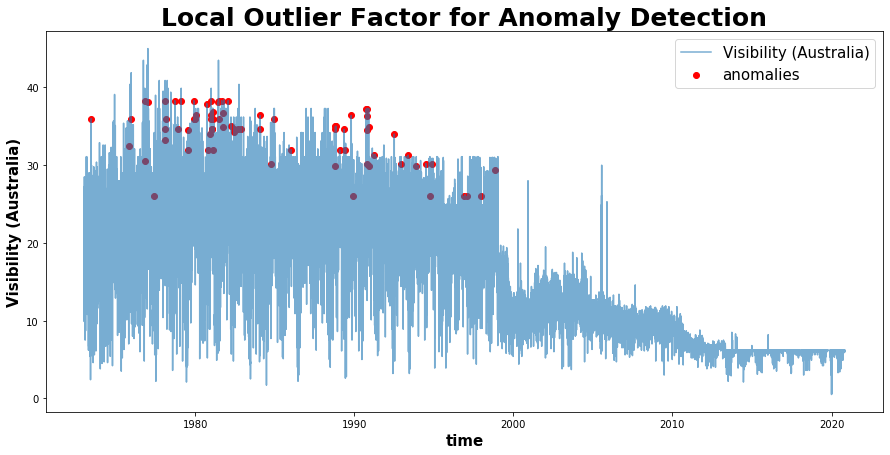 Local Outlier Factor for Anomaly Detection
Visibility (Australia)
anomalies
Visibility (Australia)
40
30
20
10
0
1980
1990
2000
2010
2020
time